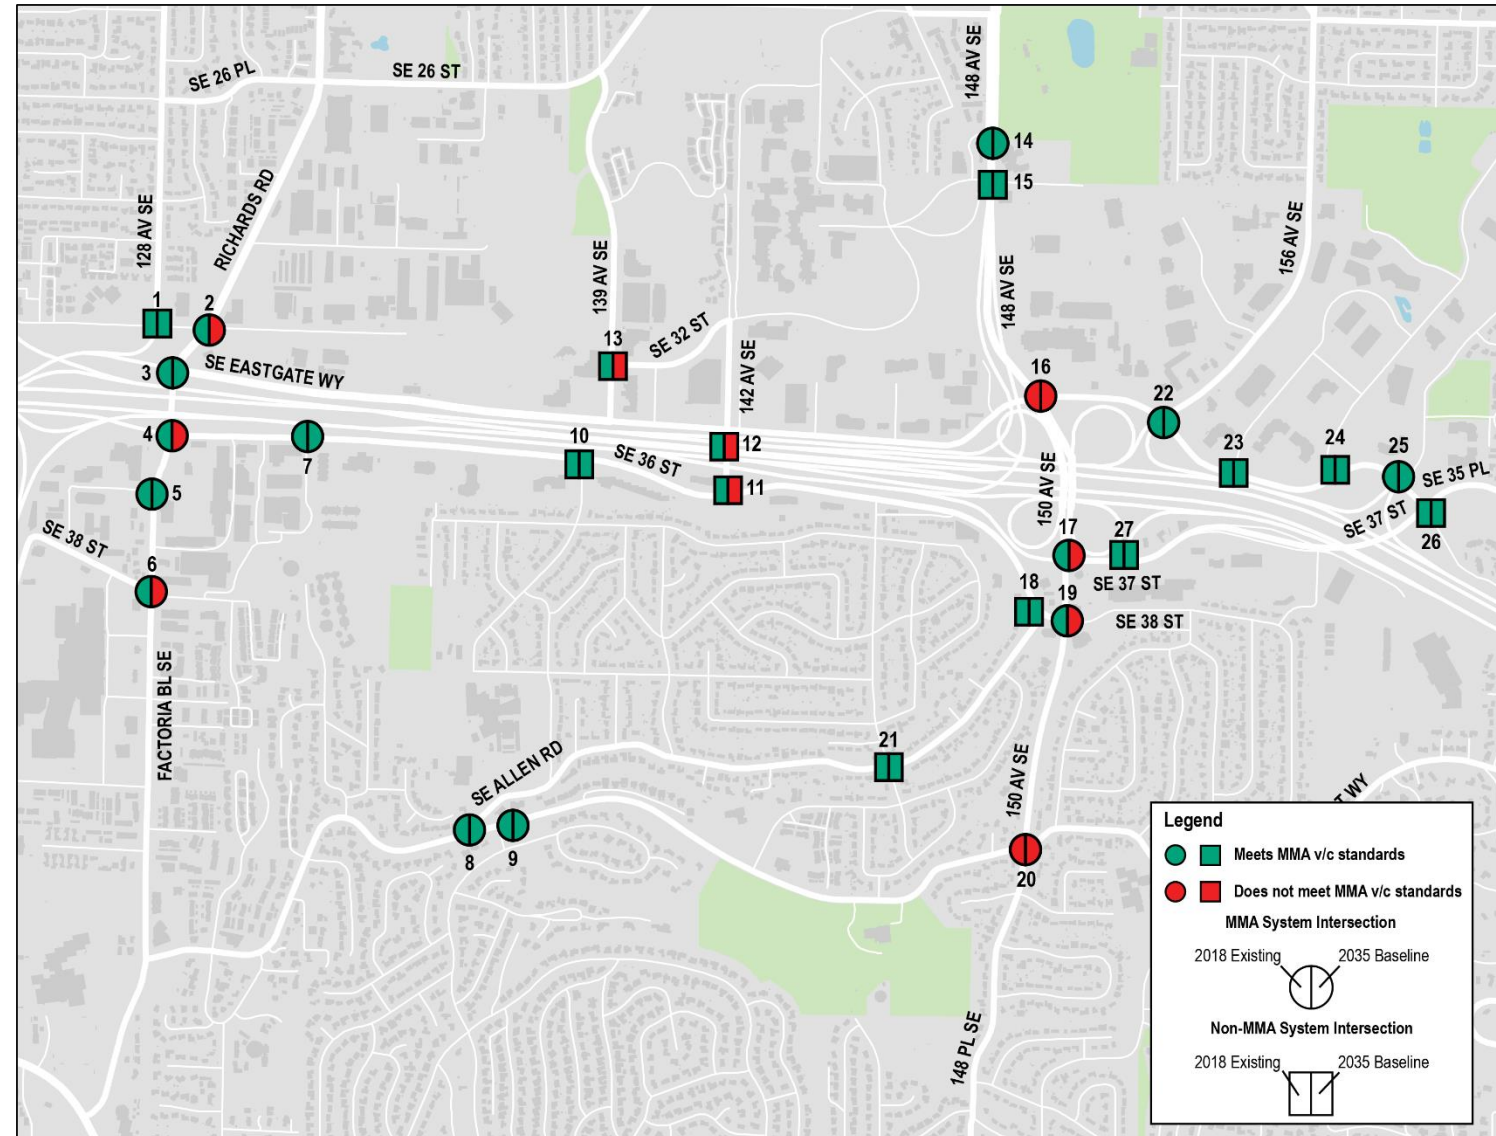 SE 26 PL
SE 26 ST
148 AV SE
14
15
128 AV SE
RICHARDS RD
139 AV SE
148 AV SE
156 AV SE
1
2
3
SE EASTGATE WY
13
SE 32 ST
142 AV SE
16
22
4
7
10
SE 36 ST
12
11
150 AV SE
23
24
25
SE 35 PL
SE 37 ST
26
5
SE 38 ST
6
17
27
SE 37 ST
18
19
SE 38 ST
FACTORIA BL SE
SE ALLEN RD
8
9
21
150 AV SE
20
148 PL SE
T WY
Legend
Meets MMA v/c standards
Does not meet MMA v/c standards
MMA System Intersection
2018 Existing
2035 Baseline
Non-MMA System Intersection
2018 Existing
2035 Baseline